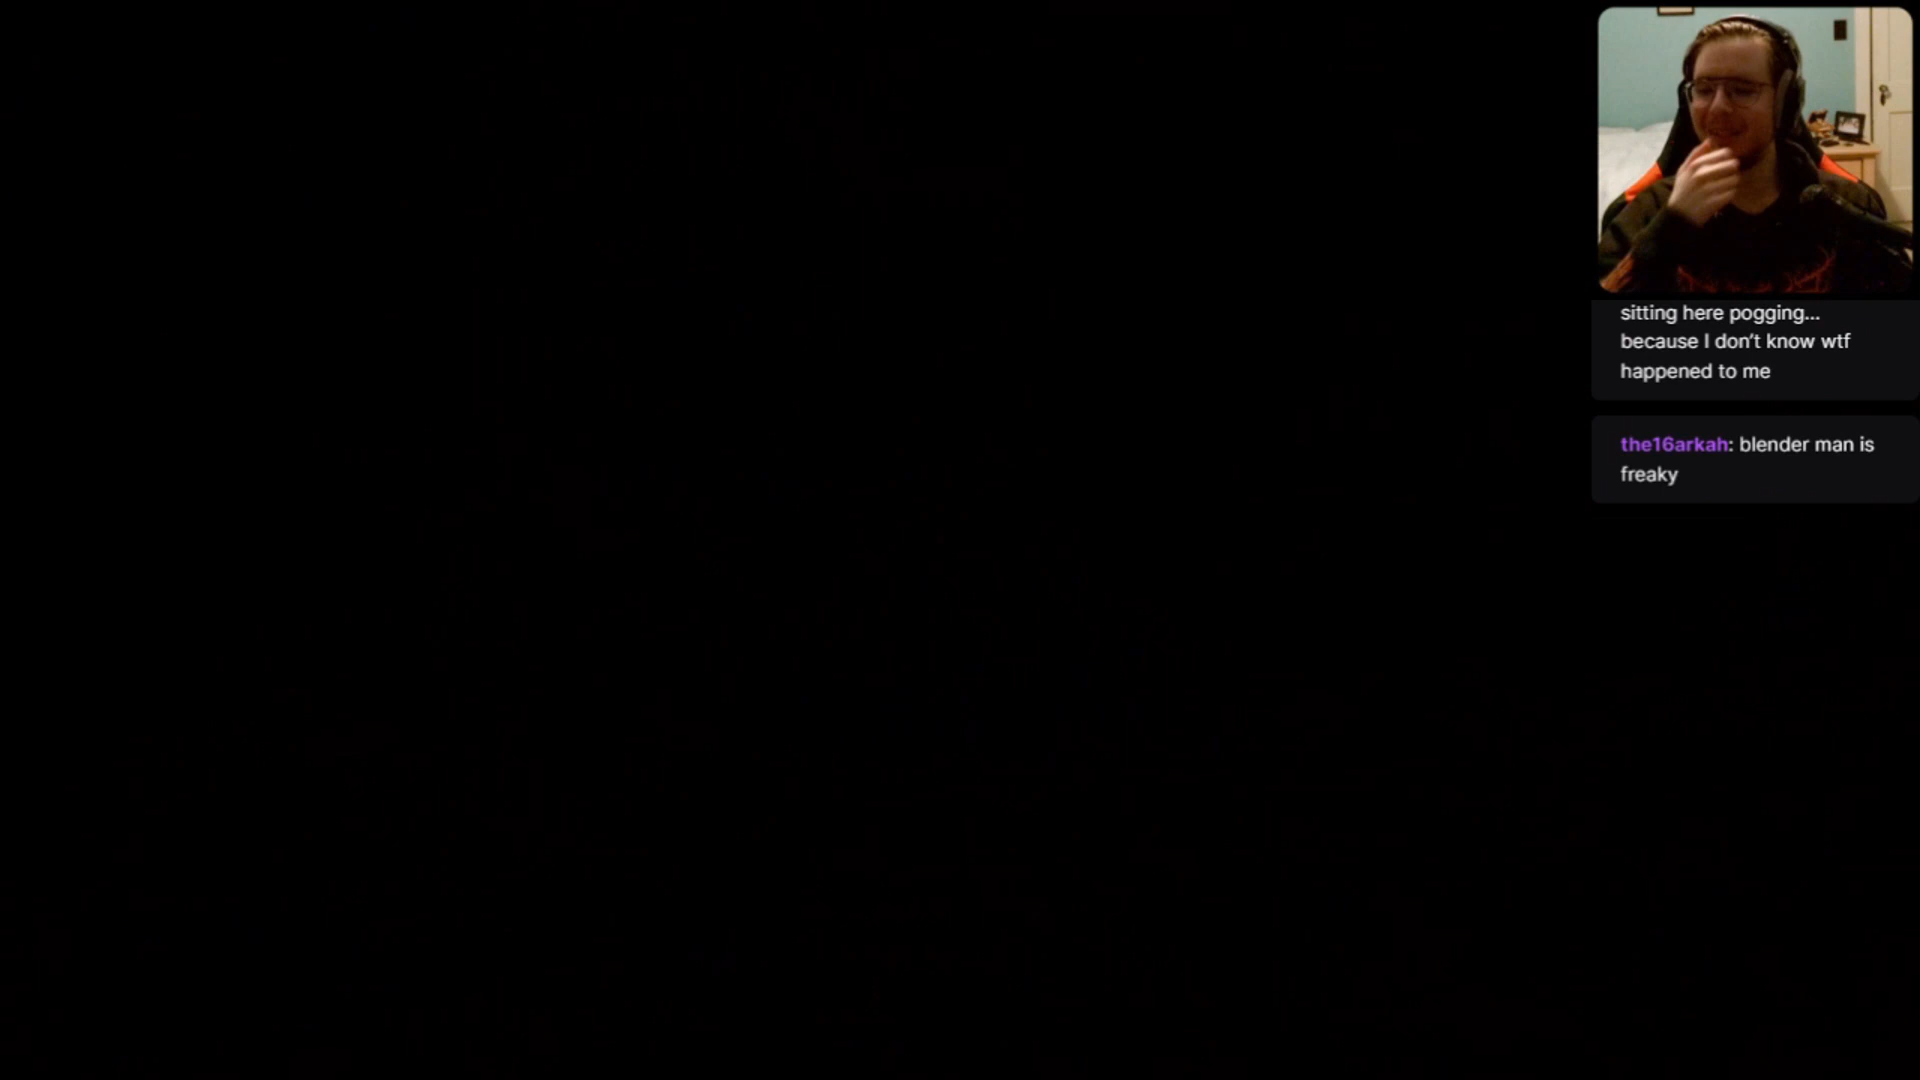 sitting here pogging...
because I don't know wtf
happened to me
the16arkah: blender man is
freaky